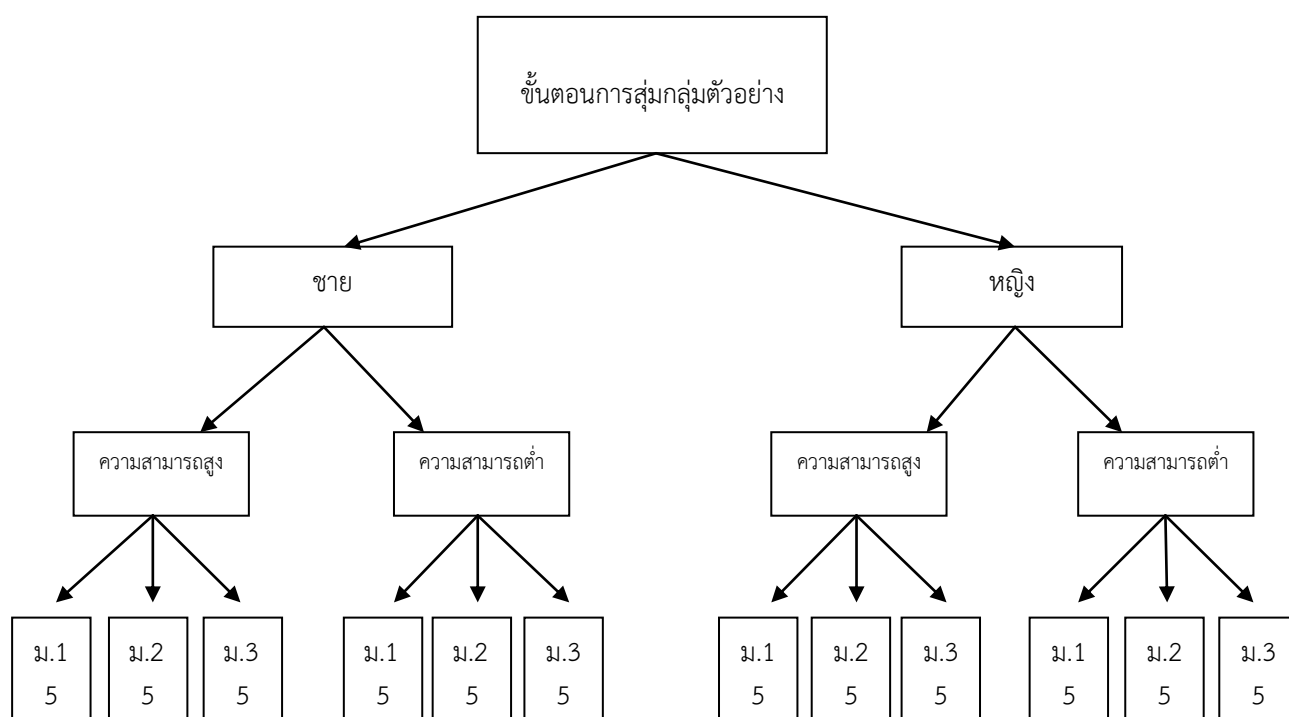 ขั้นตอนการสุ่มกลุ่มตัวอย่าง
ชาย
หญิง
ความสามารถสูง
ความสามารถต่ำ
ความสามารถสูง
ความสามารถต่ำ
ม.1
5
ม.2
5
ม.3
5
ม.1
5
ม.2
5
ม.3
5
ม.1
5
ม.2
5
ม.3
5
ม.1
5
ม.2
5
ม.3
5